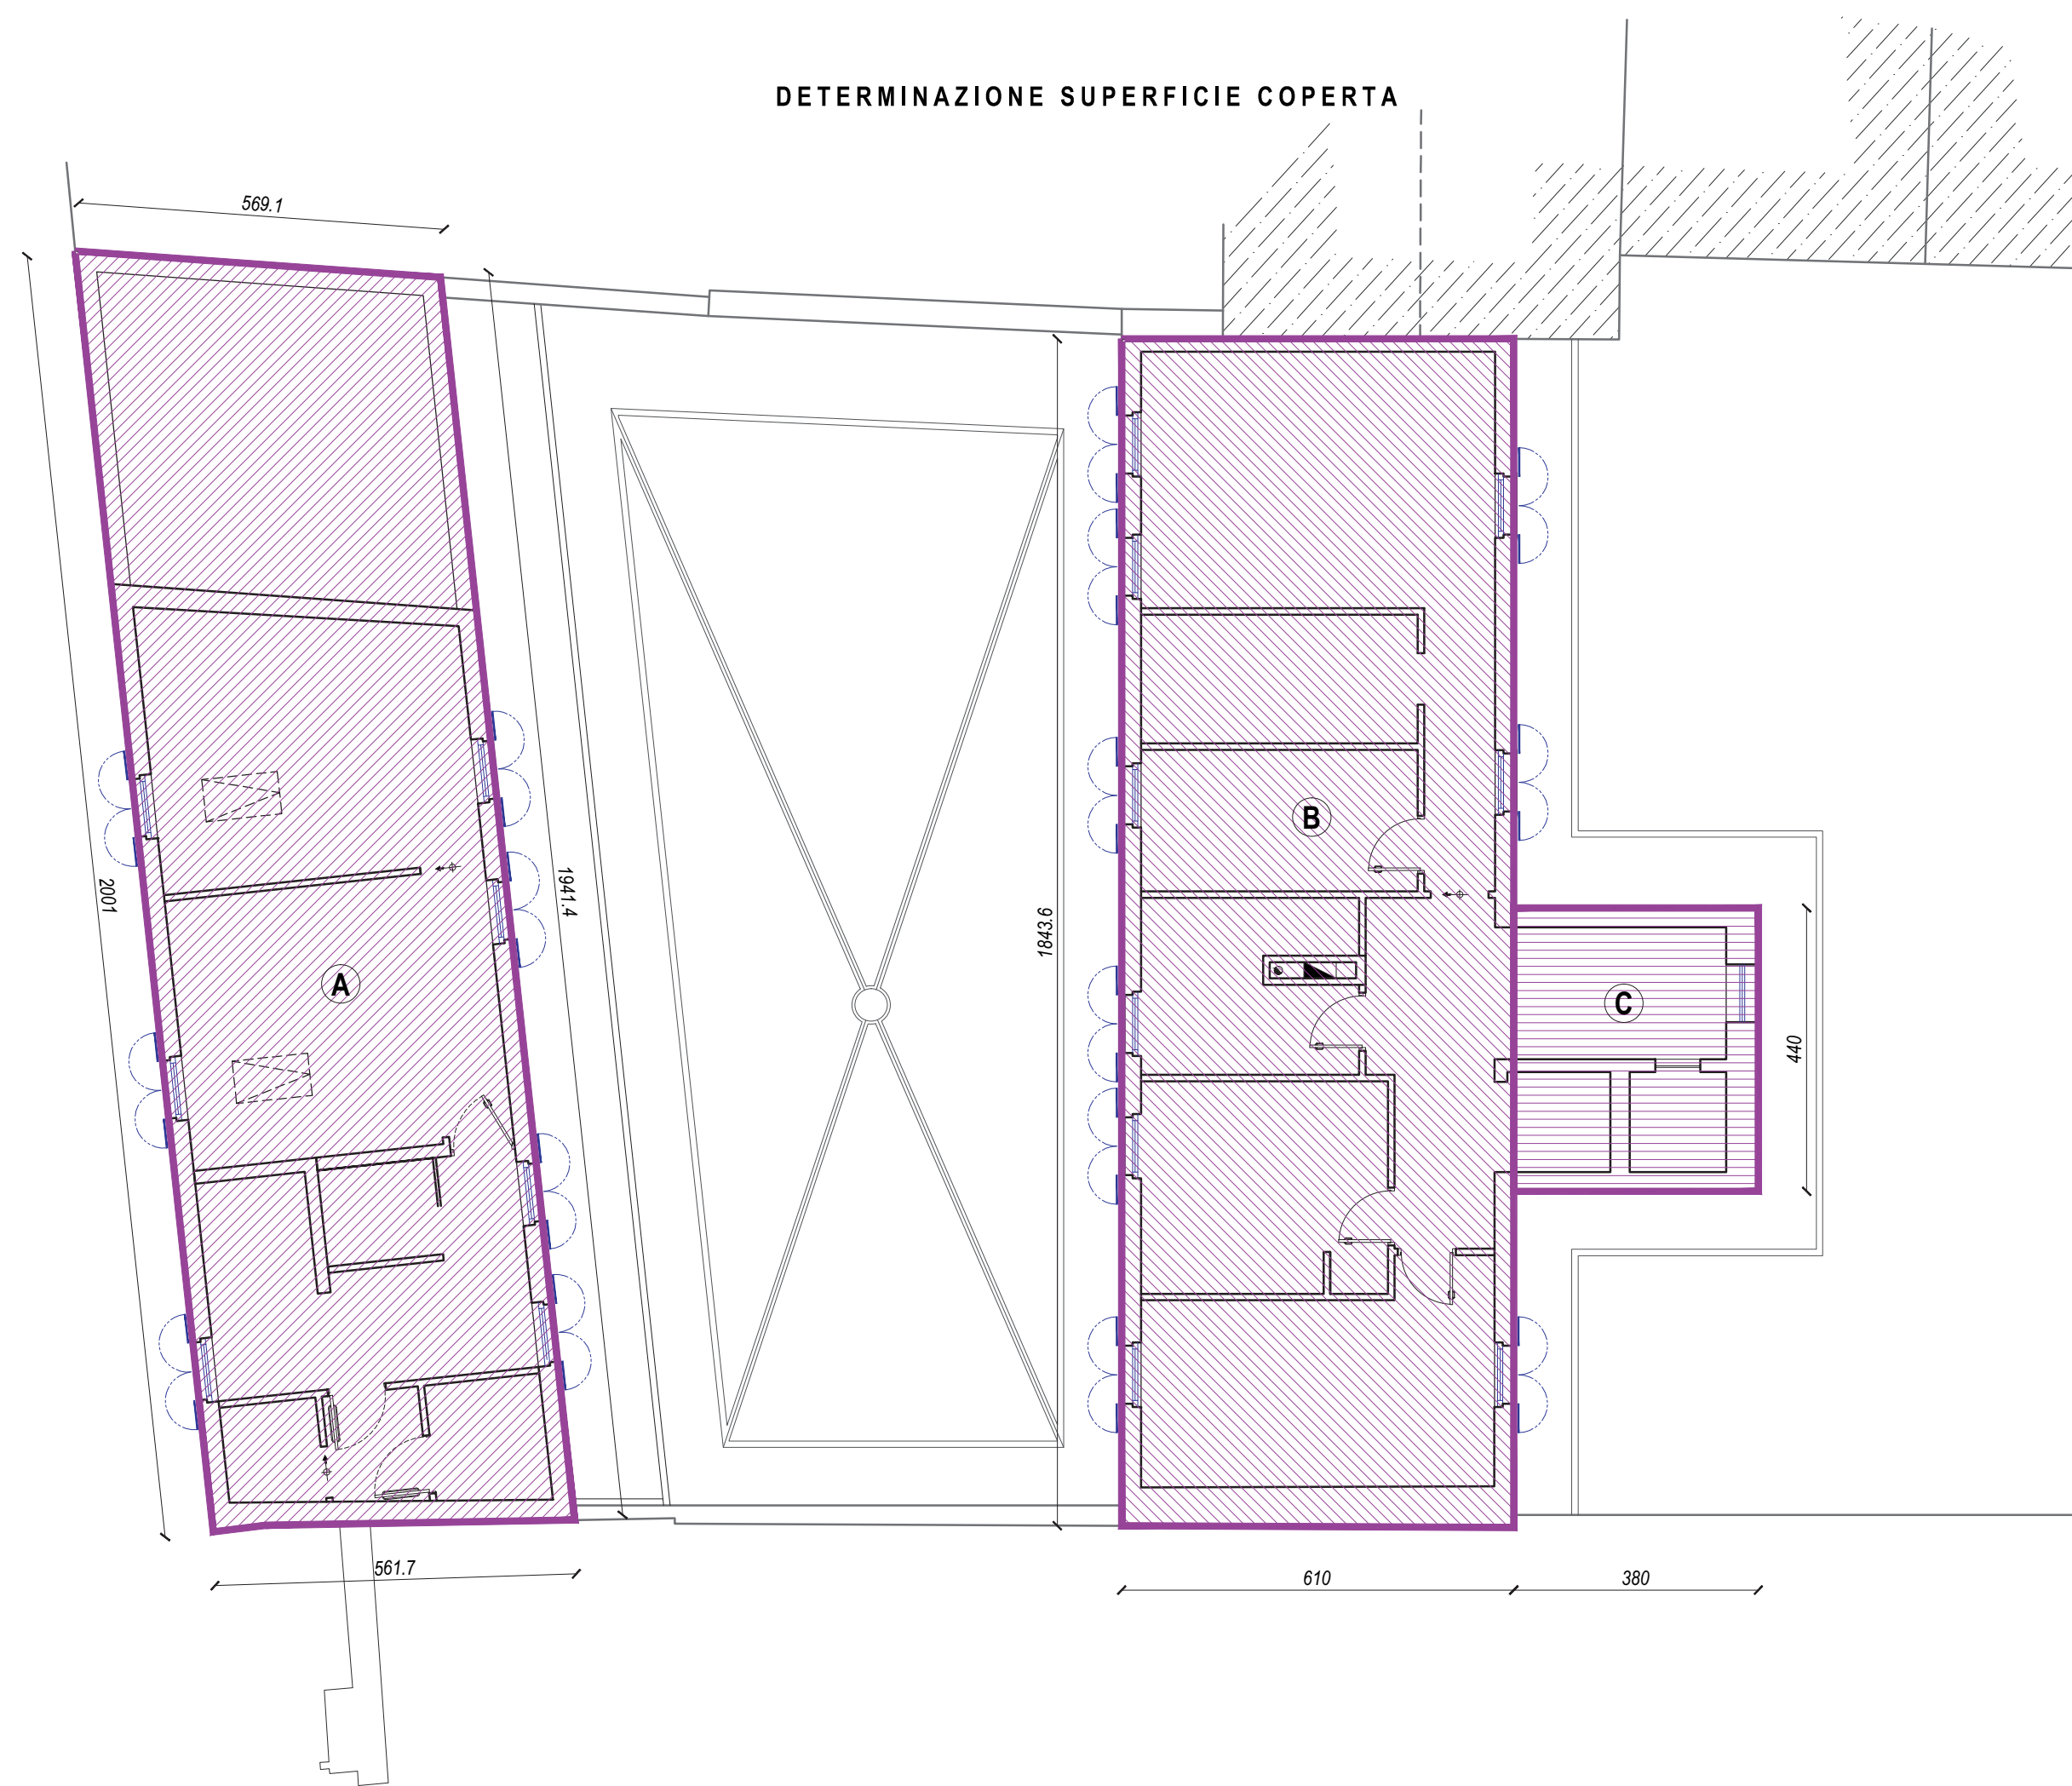 DETERMINAZIONE SUPERFICIE COPERTA
569.1
2001
1941.4
1843.6
B
A
C
440
561.7
610
380